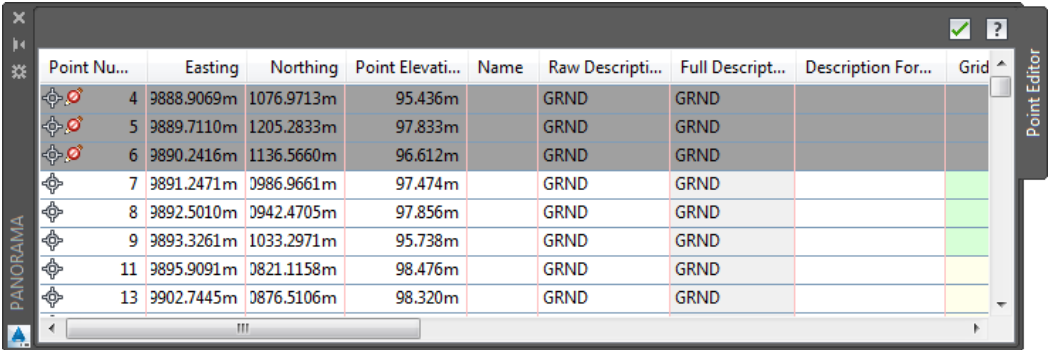 Point Nu... Easting Northing Point Elevati... Name Raw Descripti... Full Descript... Description For... Grid
4 9888.9069m 1076.9713m 95.436m GRND GRND
5 9889.7110m 1205.2833m 97.833m GRND GRND
6 9890.2416m 1136.5660m 96.612m GRND GRND
7 9891.2471m 0986.9661m 97.474m GRND GRND
8 9892.5010m 0942.4705m 97.856m GRND GRND
9 9893.3261m 1033.2971m 95.738m GRND GRND
11 9895.9091m 0821.1158m 98.476m GRND GRND
13 9902.7445m 0876.5106m 98.320m GRND GRND
Point Editor
PANORAMA